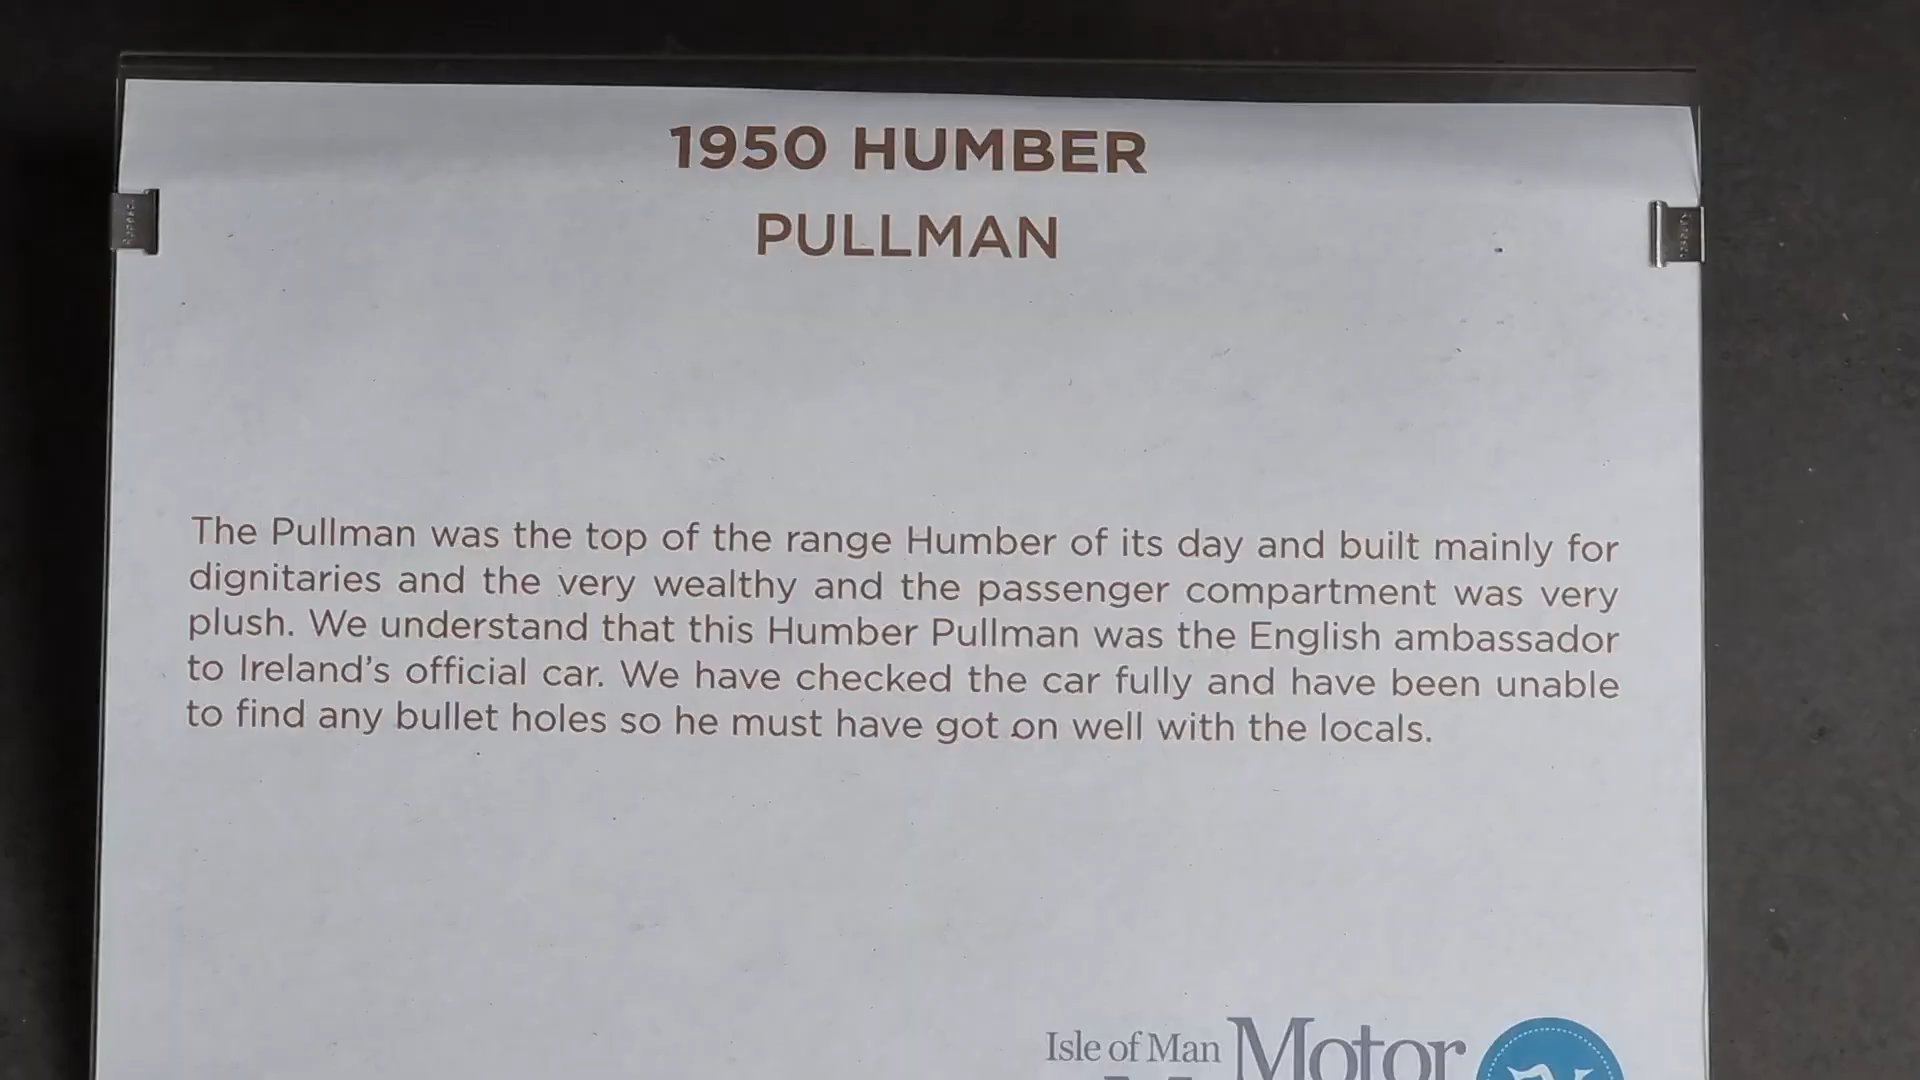 1950 HUMBER
PULLMAN
The Pullman was the top of the range Humber of its day and built mainly for
dignitaries and the very wealthy and the passenger compartment was very
plush. We understand that this Humber Pullman was the English ambassador
to Ireland's official car. We have checked the car fully and have been unable
to find any bullet holes so he must have got on well with the locals.
Isle of Man Motor